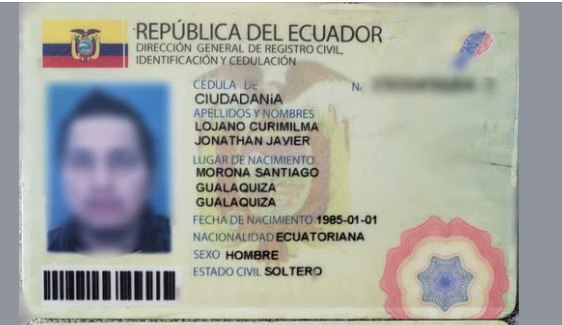 REPÚBLICA DEL ECUADOR
DIRECCIÓN GENERAL DE REGISTRO CIVIL,
IDENTIFICACIÓN Y CEDULACIÓN
CÉDULA DE N.
CIUDADANíA
APELLIDOS Y NOMBRES
LOJANO CURIMILMA
JONATHAN JAVIER
LUGAR DE NACIMIENTO
MORONA SANTIAGO
GUALAQUIZA
GUALAQUIZA
FECHA DE NACIMIENTO 1985-01-01
NACIONALIDAD ECUATORIANA
SEXO HOMBRE
ESTADO CIVIL SOLTERO